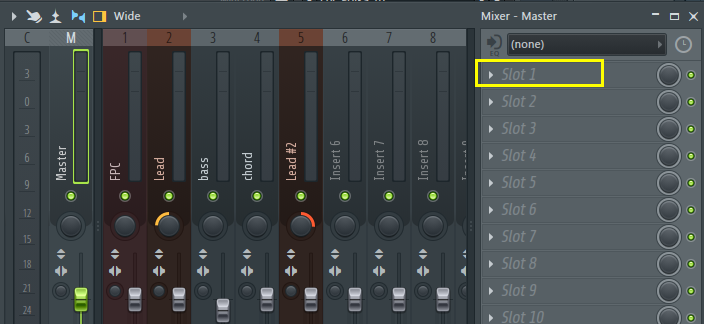 Wide
Mixer - Master
C M 1 2 3 4 5 6 7 8
EQ
(none)
3
0
3
6
9
12
15
18
21
24
Master
FPC
Lead
bass
chord
Lead #2
Insert 6
Insert 7
Insert 8
Slot 1
Slot 2
Slot 3
Slot 4
Slot 5
Slot 6
Slot 7
Slot 8
Slot 9
Slot 10